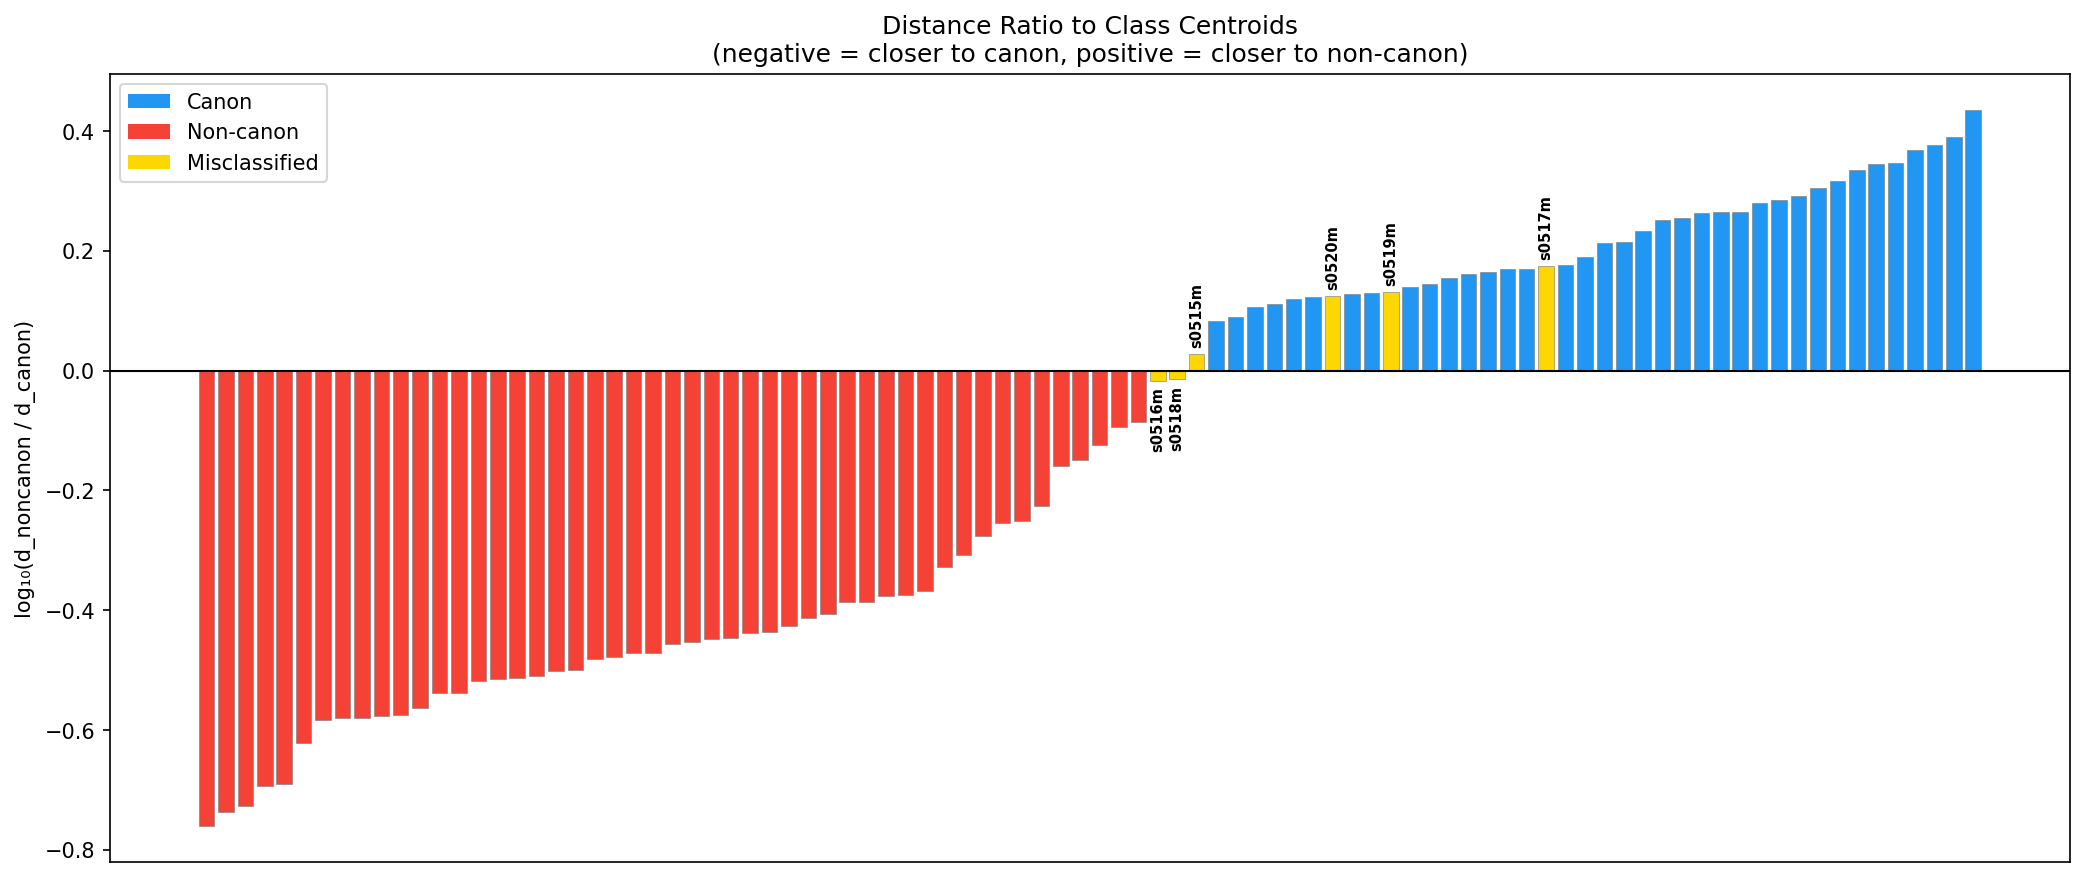 Distance Ratio to Class Centroids
(negative = closer to canon, positive = closer to non-canon)
Canon
Non-canon
Misclassified
log₁₀(d_noncanon / d_canon)
0.4
0.2
0.0
−0.2
−0.4
−0.6
−0.8
s0516m
s0518m
s0515m
s0520m
s0519m
s0517m